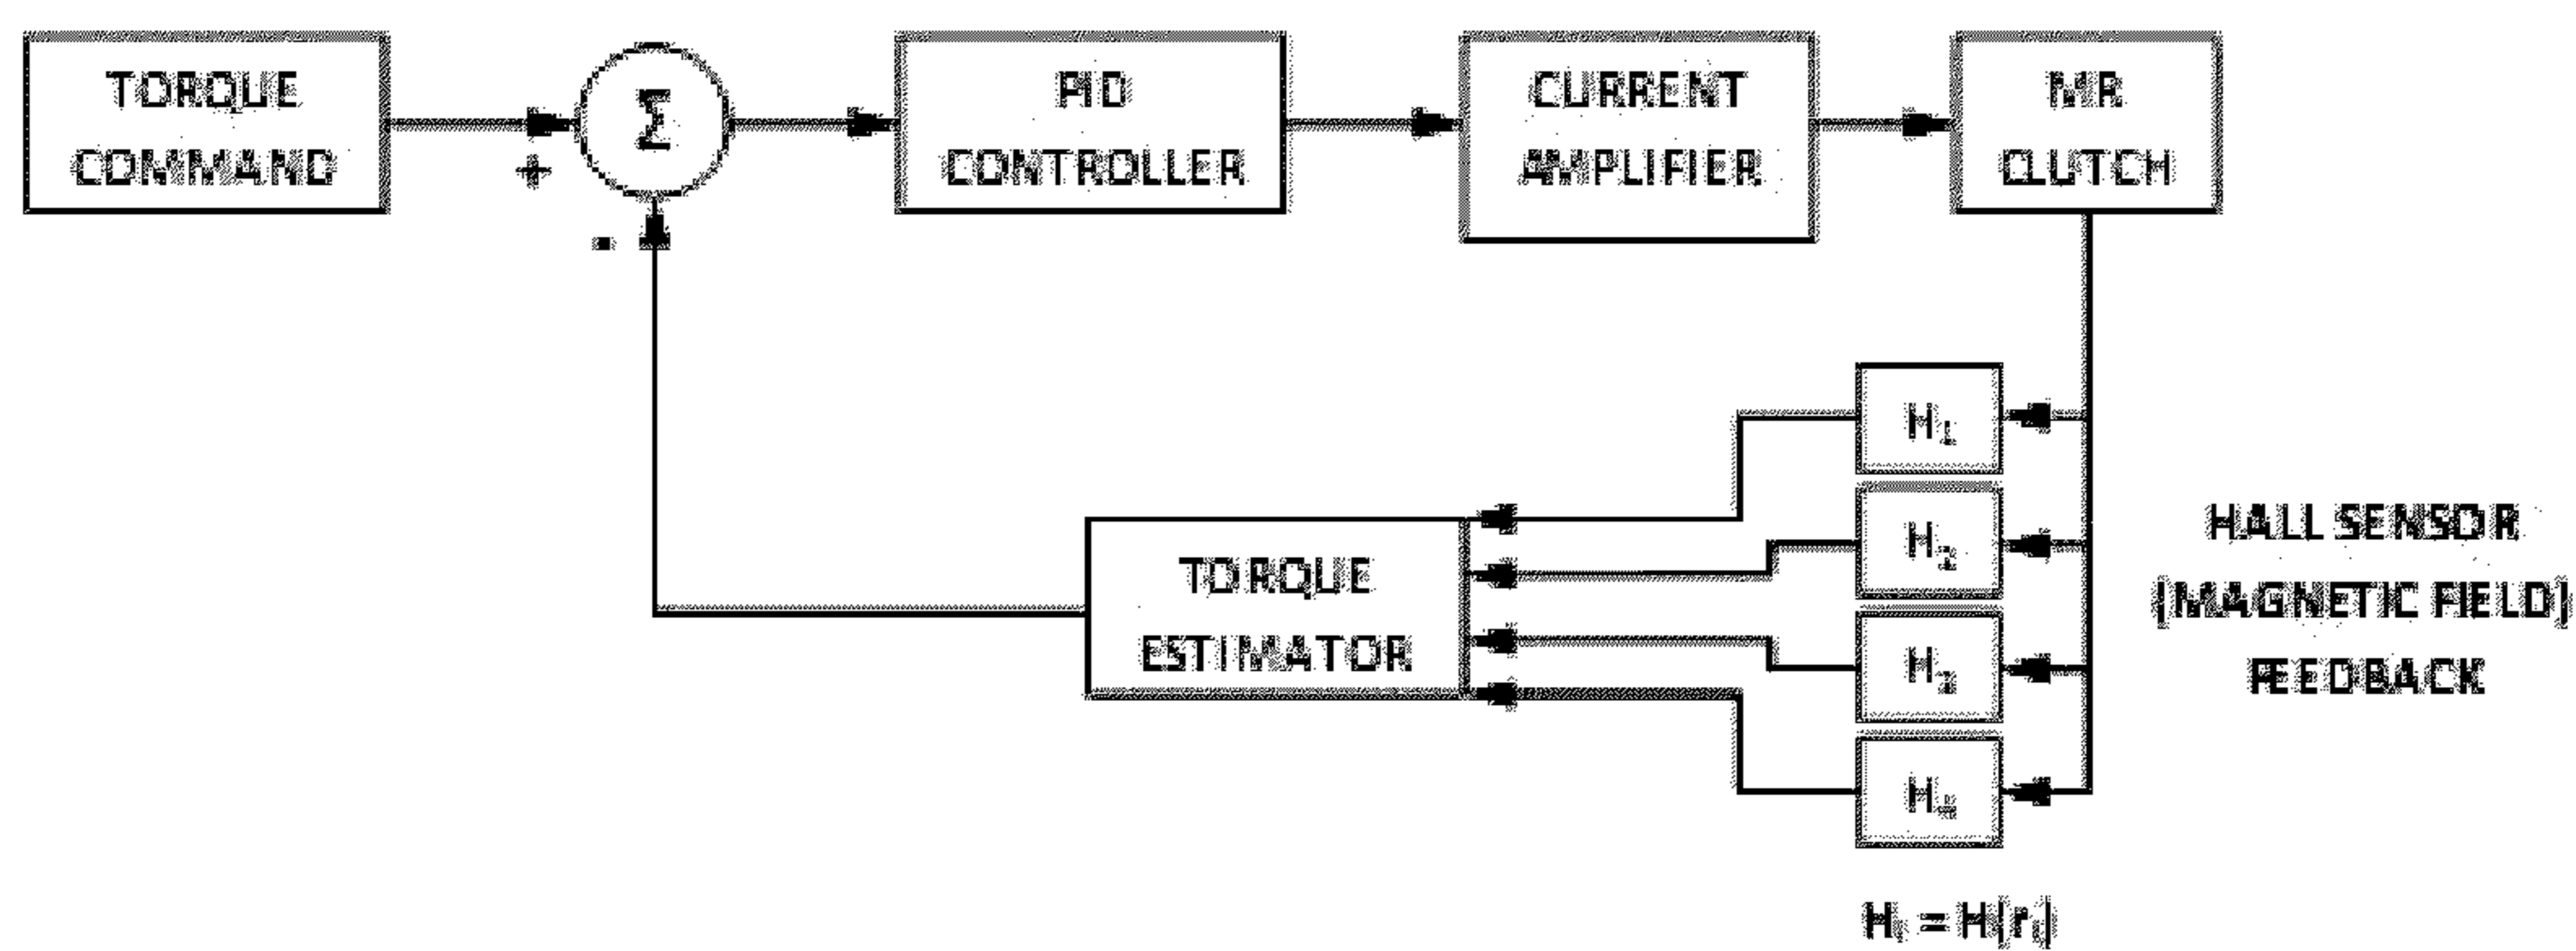 TORQUE
COMMAND
+
-
Σ
PID
CONTROLLER
CURRENT
AMPLIFIER
MR
CLUTCH
H₁
H₂
H₃
TORQUE
ESTIMATOR
HALL SENSOR
(MAGNETIC FIELD)
FEEDBACK
Hᵢ = H(rᵢ)